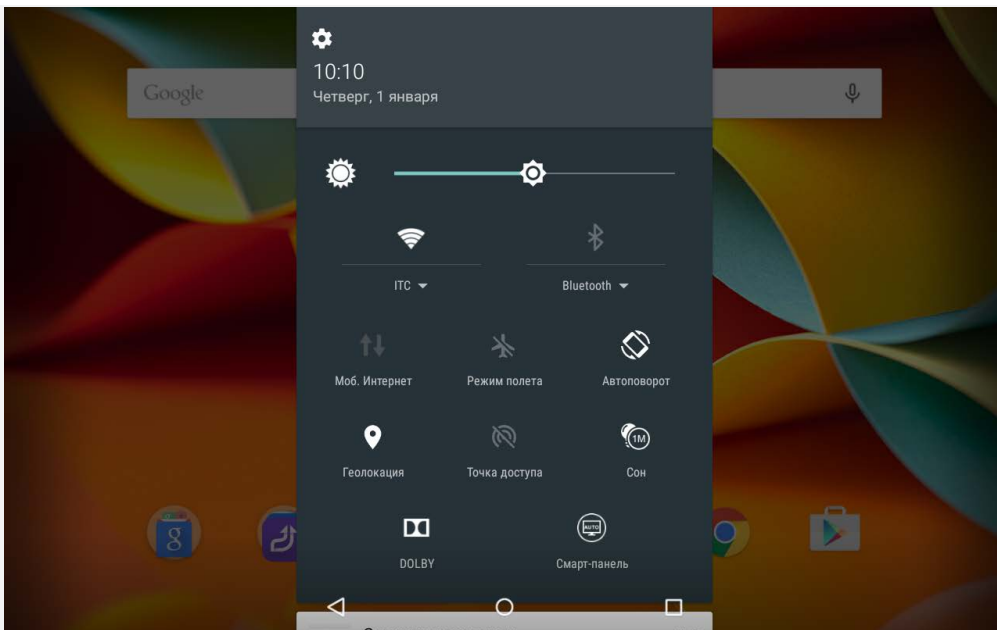 10:10
Четверг, 1 января
Google
ITC
Bluetooth
Моб. Интернет
Режим полета
Автоповорот
Геолокация
Точка доступа
1M
Сон
AUTO
DOLBY
Смарт-панель